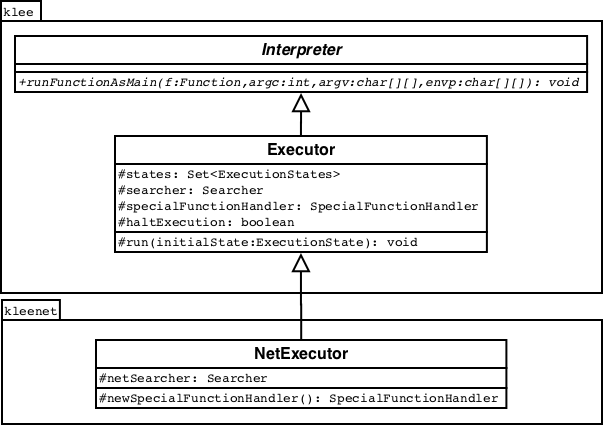 klee
Interpreter
+runFunctionAsMain(f:Function,argc:int,argv:char[][],envp:char[][]): void
Executor
#states: Set<ExecutionStates>
#searcher: Searcher
#specialFunctionHandler: SpecialFunctionHandler
#haltExecution: boolean
#run(initialState:ExecutionState): void
kleenet
NetExecutor
#netSearcher: Searcher
#newSpecialFunctionHandler(): SpecialFunctionHandler